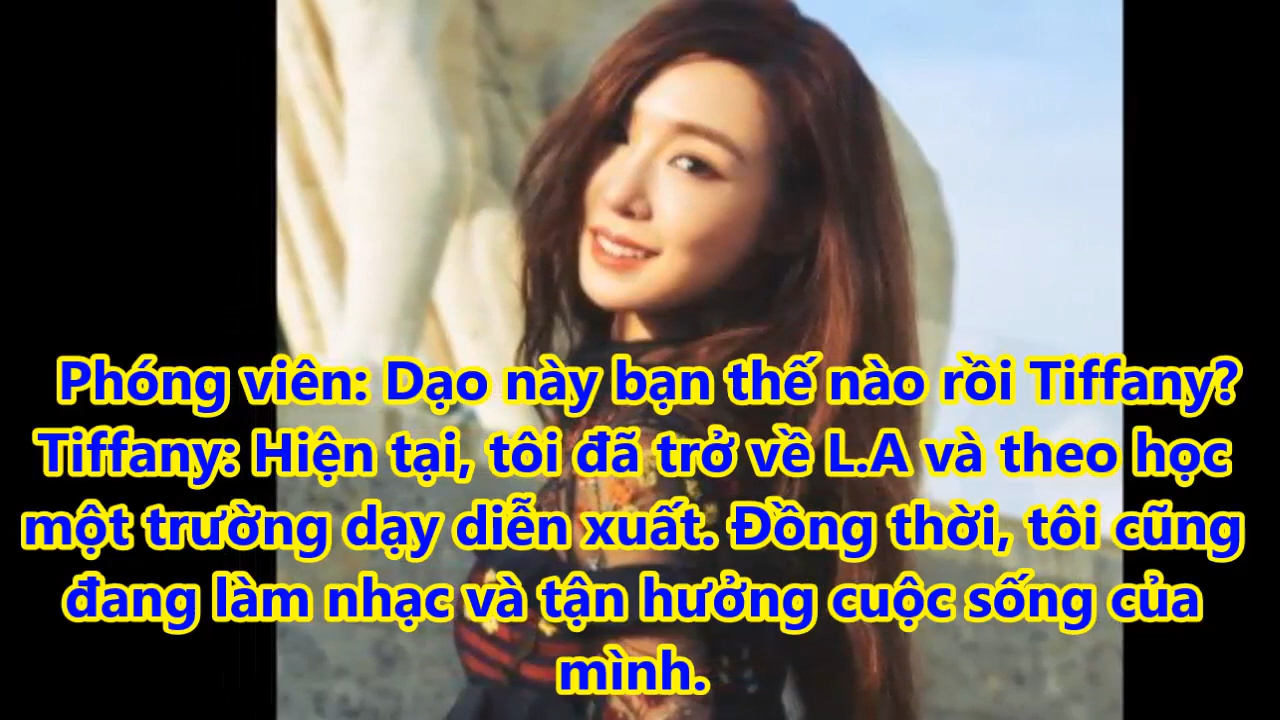 Phóng viên: Dạo này bạn thế nào rồi Tiffany?
Tiffany: Hiện tại, tôi đã trở về L.A và theo học
một trường dạy diễn xuất. Đồng thời, tôi cũng
đang làm nhạc và tận hưởng cuộc sống của
mình.